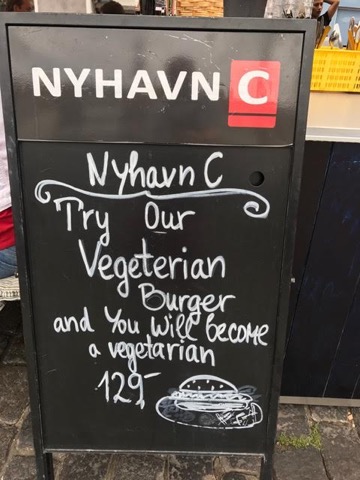 NYHAVN C
Nyhavn C
Try Our
Vegeterian
Burger
and You will become
a vegetarian
129,-